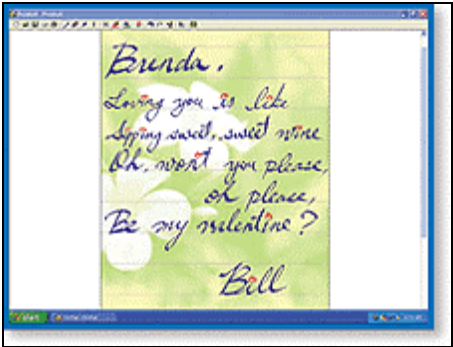 Brenda,
Loving you is like
Sipping sweet, sweet wine
Oh, won't you please,
oh please,
Be my valentine?
Bill
start